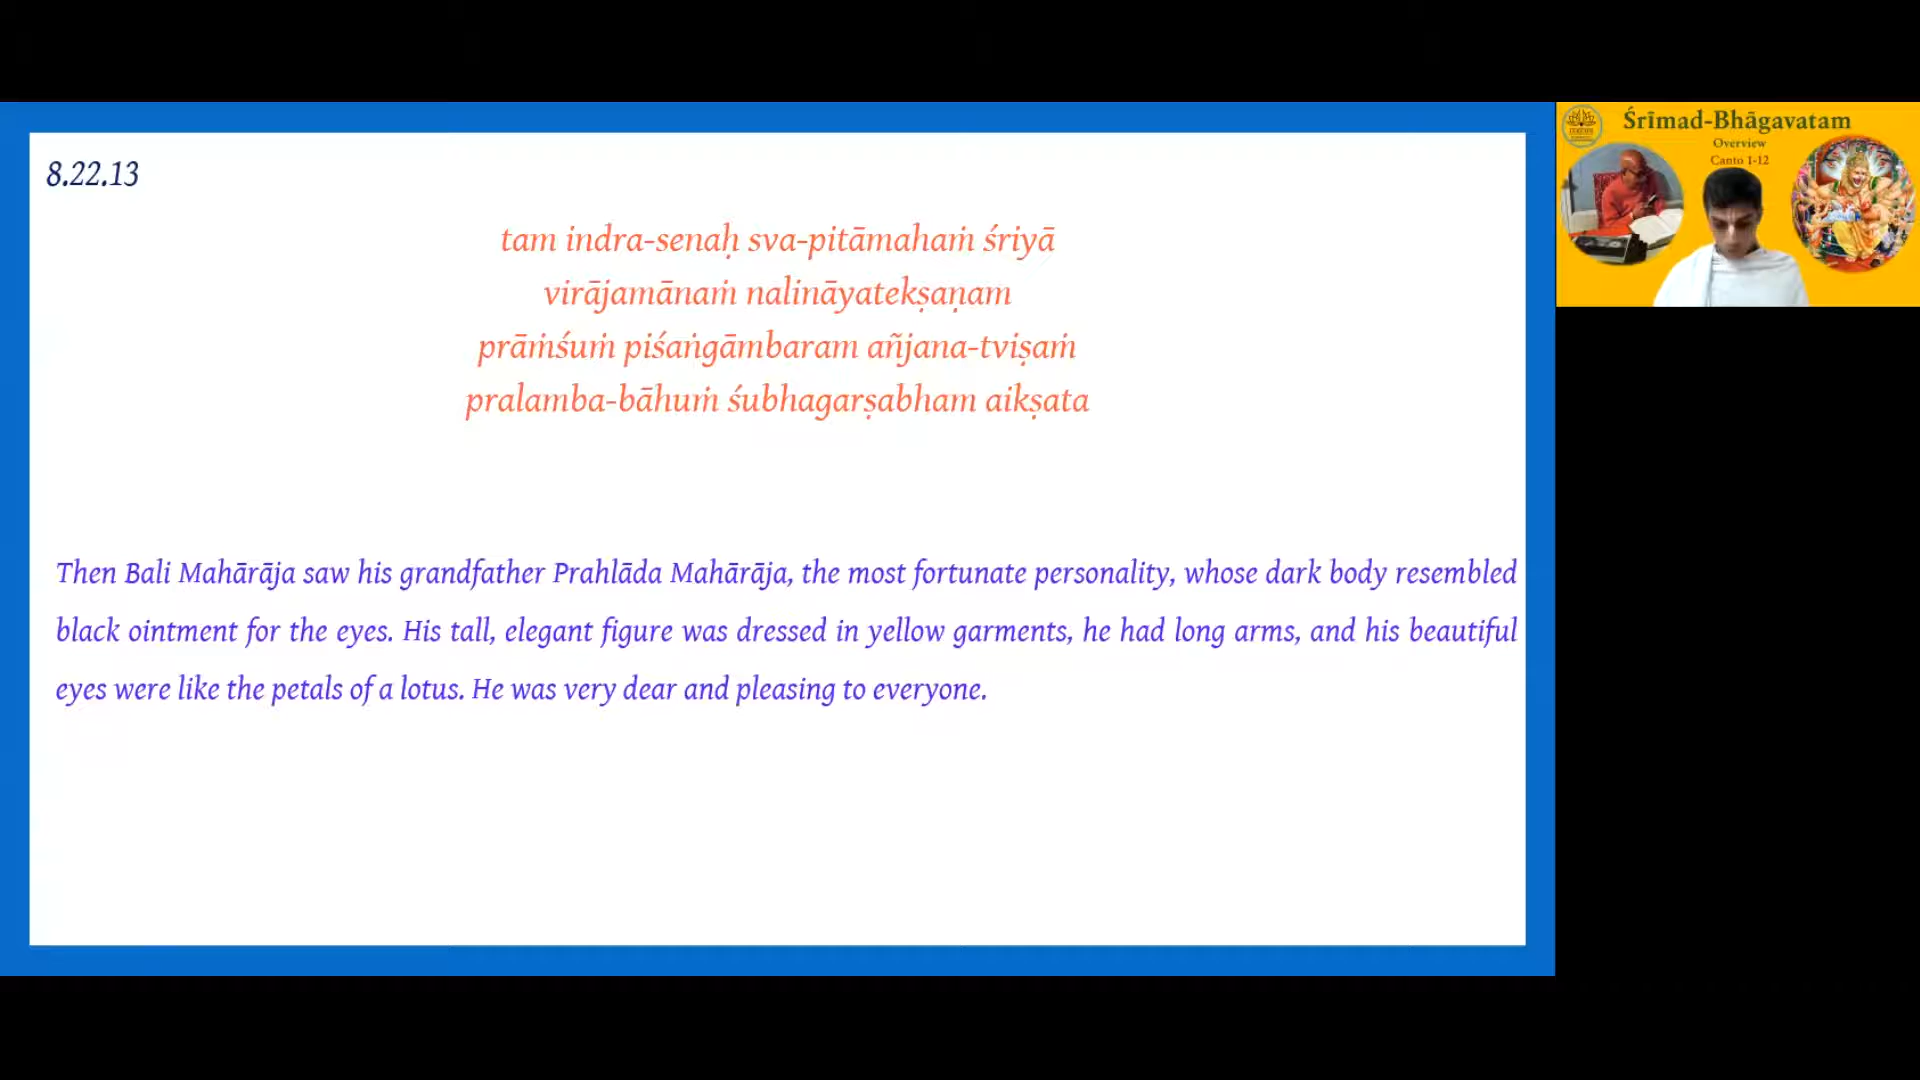 8.22.13
tam indra-senaḥ sva-pitāmahaṁ śriyā
virājamānaṁ nalināyatekṣaṇam
prāṁśuṁ piśaṅgāmbaram añjana-tviṣaṁ
pralamba-bāhuṁ śubhagarṣabham aikṣata
Then Bali Mahārāja saw his grandfather Prahlāda Mahārāja, the most fortunate personality, whose dark body resembled
black ointment for the eyes. His tall, elegant figure was dressed in yellow garments, he had long arms, and his beautiful
eyes were like the petals of a lotus. He was very dear and pleasing to everyone.
Śrīmad-Bhāgavatam
Overview
Canto 1-12